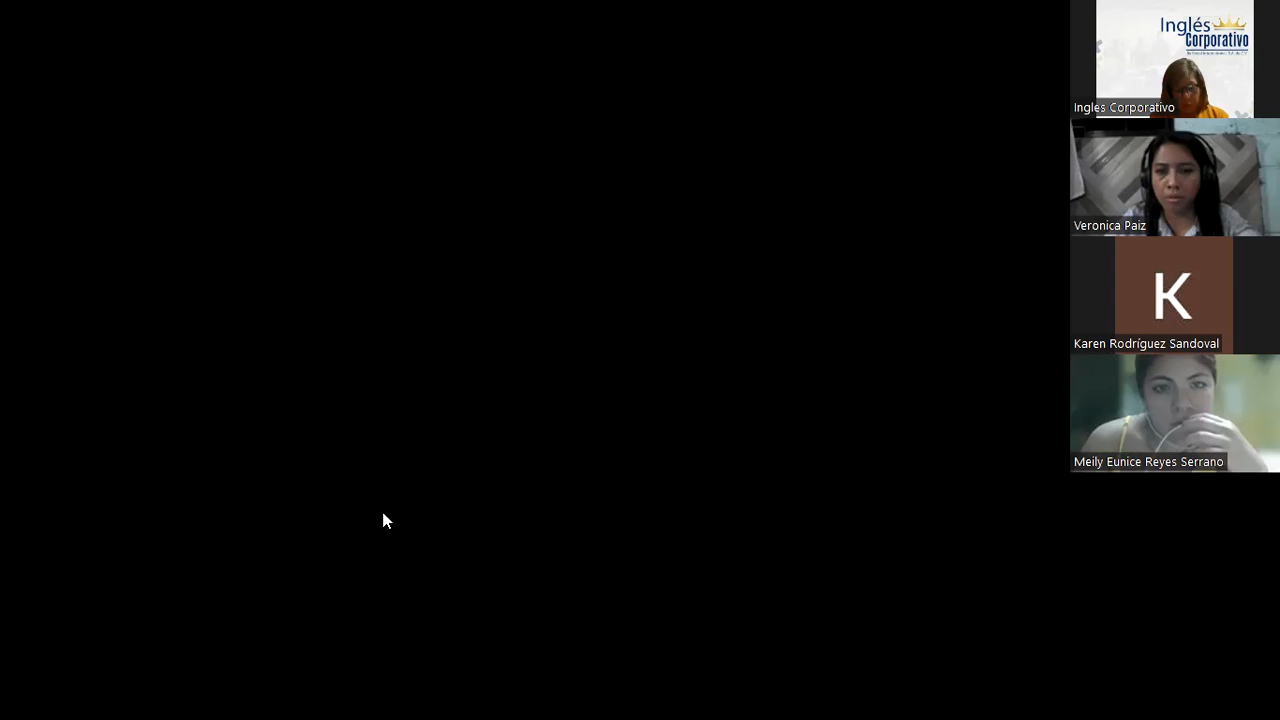 Inglés
Corporativo
Ingles Corporativo
Veronica Paiz
K
Karen Rodríguez Sandoval
Meily Eunice Reyes Serrano